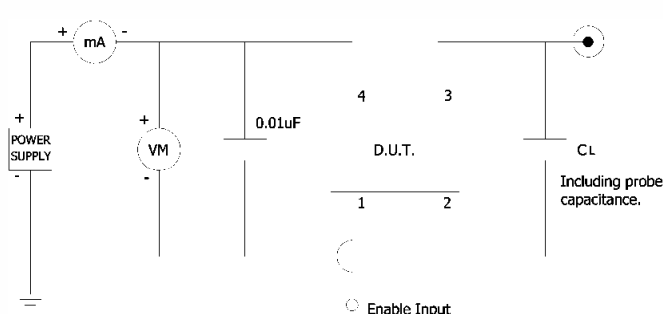 + mA -
4 3
+ + 0.01uF
POWER
SUPPLY
VM
D.U.T.
CL
- -
Including probe
capacitance.
1 2
Enable Input